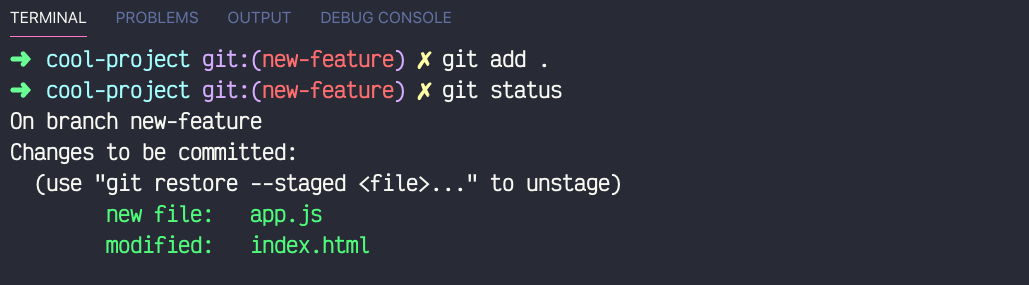 TERMINAL PROBLEMS OUTPUT DEBUG CONSOLE
➜ cool-project git:(new-feature) ✗ git add .
➜ cool-project git:(new-feature) ✗ git status
On branch new-feature
Changes to be committed:
  (use "git restore --staged <file>..." to unstage)
        new file:   app.js
        modified:   index.html